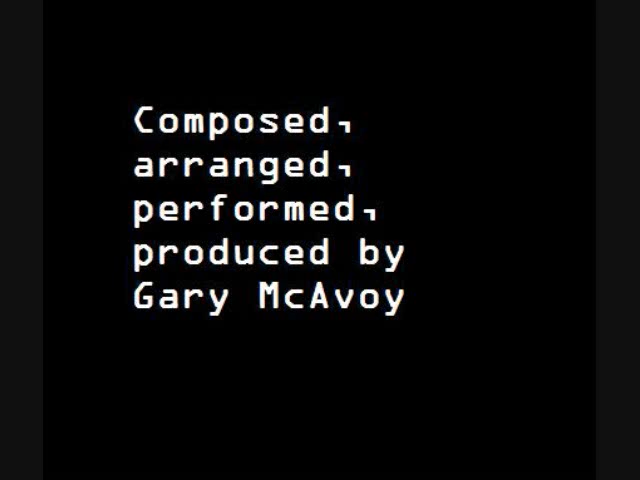 Composed,
arranged,
performed,
produced by
Gary McAvoy